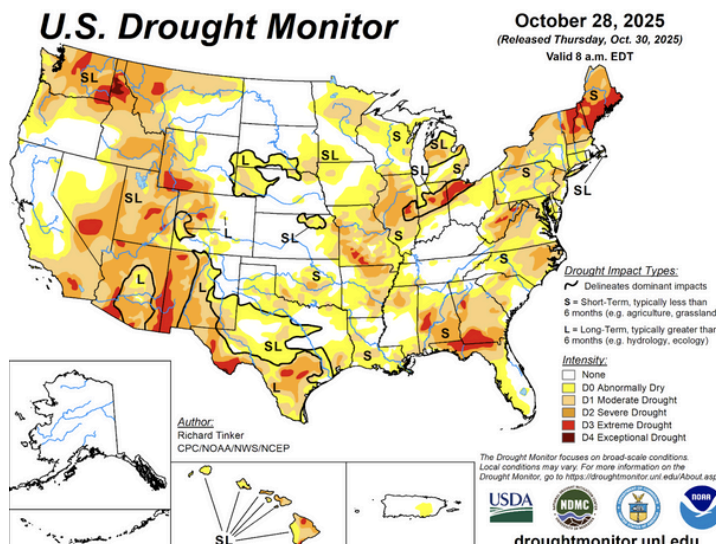 U.S. Drought Monitor
October 28, 2025
(Released Thursday, Oct. 30, 2025)
Valid 8 a.m. EDT
SL
S
S
SL
L
SL
SL
S
S
SL
SL
L
SL
S
S
L
L
S
SL
S
S
L
Drought Impact Types:
Delineates dominant impacts
S = Short-Term, typically less than
6 months (e.g. agriculture, grassland
L = Long-Term, typically greater than
6 months (e.g. hydrology, ecology)
Intensity:
None
D0 Abnormally Dry
D1 Moderate Drought
D2 Severe Drought
D3 Extreme Drought
D4 Exceptional Drought
Author:
Richard Tinker
CPC/NOAA/NWS/NCEP
SL
The Drought Monitor focuses on broad-scale conditions.
Local conditions may vary. For more information on the
Drought Monitor, go to https://droughtmonitor.unl.edu/About.asp
USDA
NDMC
NOAA
droughtmonitor.unl.edu